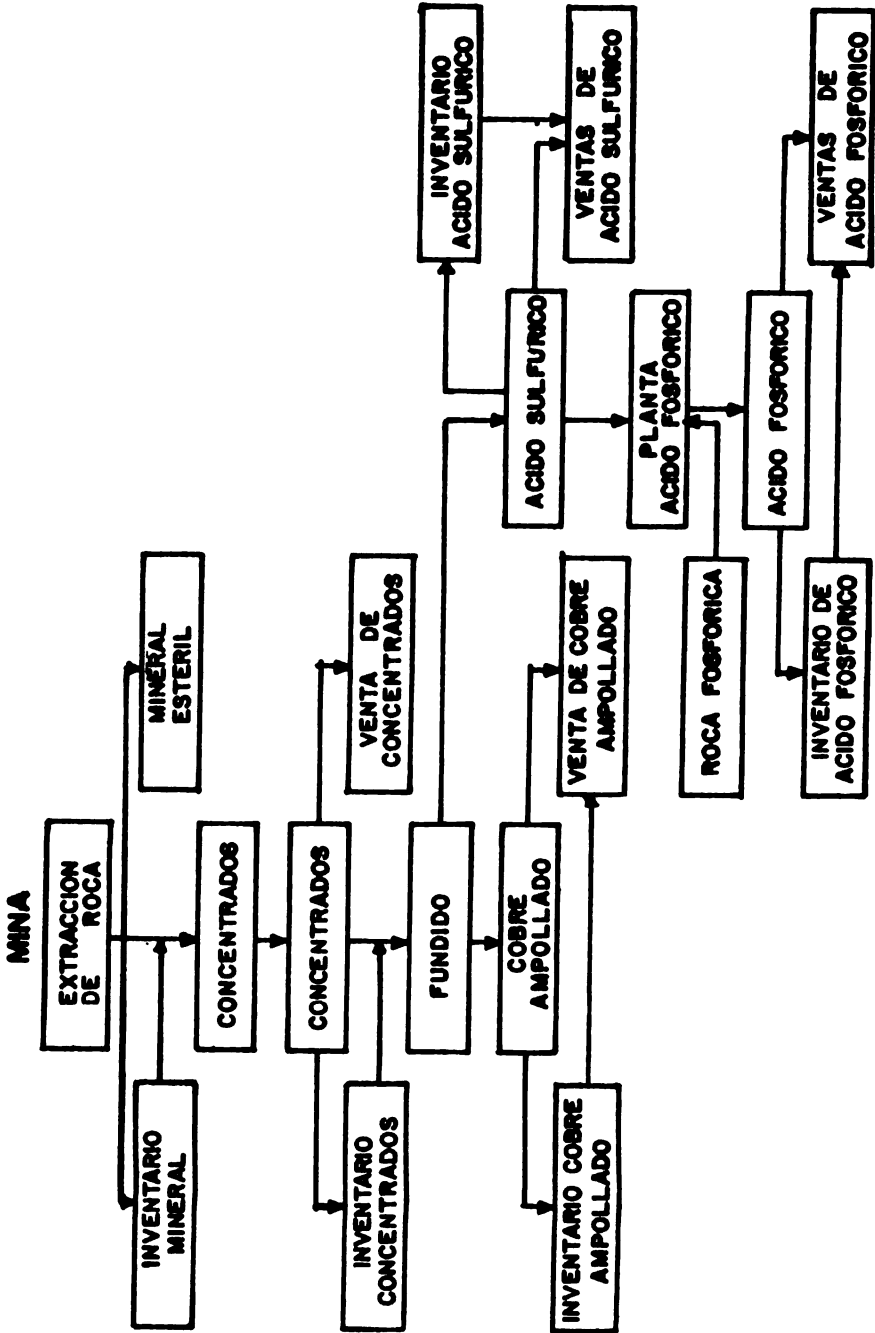 MINA
EXTRACCION
DE ROCA
INVENTARIO
MINERAL
MINERAL
ESTERIL
CONCENTRADOS
CONCENTRADOS
INVENTARIO
CONCENTRADOS
VENTA DE
CONCENTRADOS
FUNDIDO
COBRE
AMPOLLADO
INVENTARIO COBRE
AMPOLLADO
VENTA DE COBRE
AMPOLLADO
INVENTARIO
ACIDO SULFURICO
ACIDO SULFURICO
VENTAS DE
ACIDO SULFURICO
PLANTA
ACIDO FOSFORICO
ROCA FOSFORICA
ACIDO FOSFORICO
INVENTARIO DE
ACIDO FOSFORICO
VENTAS DE
ACIDO FOSFORICO